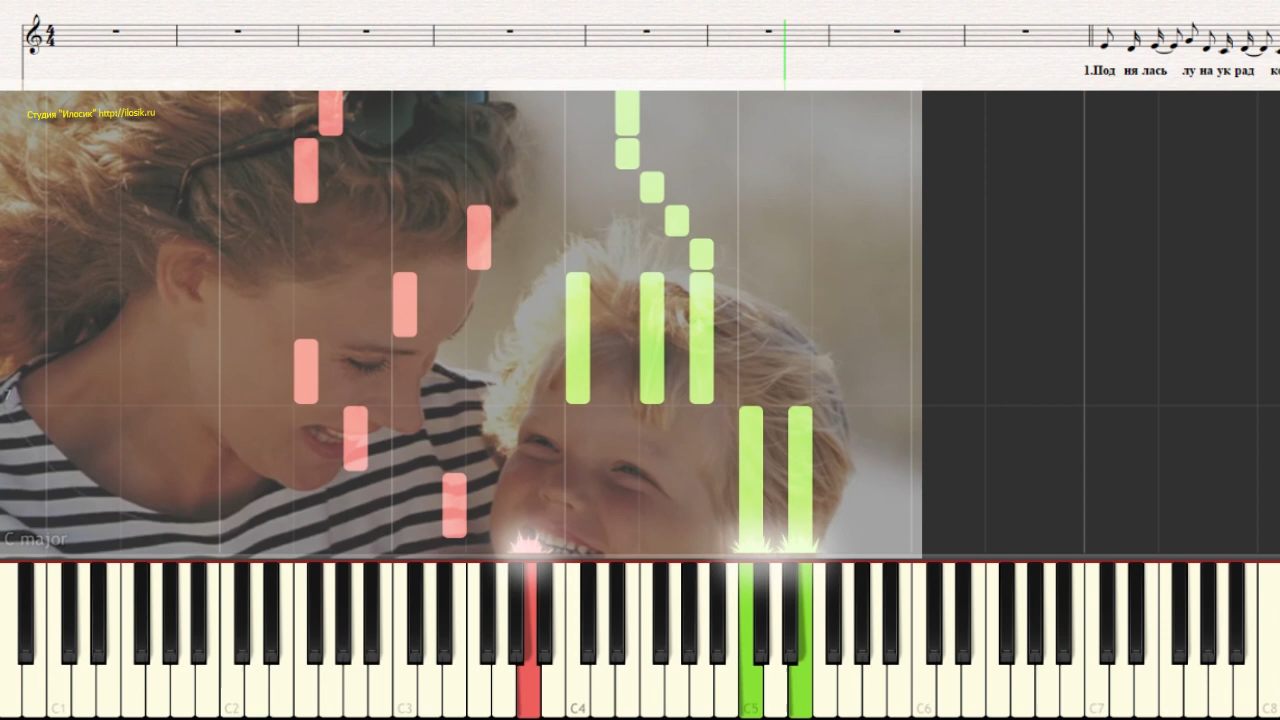 1.Под ня лась лу на ук рад
Студия "Илосик" http://ilosik.ru
C major
C1 C2 C3 C4 C5 C6 C7 C8